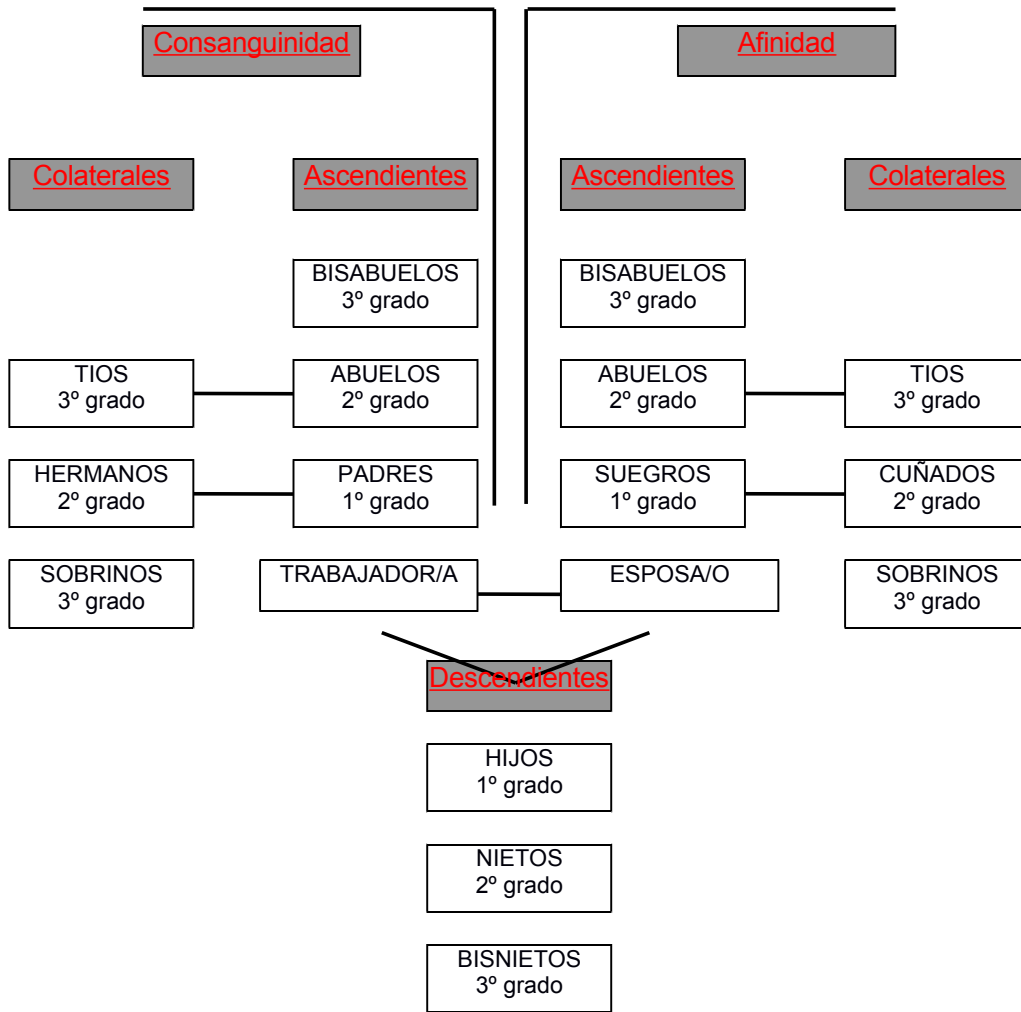 Consanguinidad
Afinidad
Colaterales
Ascendientes
Ascendientes
Colaterales
BISABUELOS
3º grado
BISABUELOS
3º grado
TIOS
3º grado
ABUELOS
2º grado
ABUELOS
2º grado
TIOS
3º grado
HERMANOS
2º grado
PADRES
1º grado
SUEGROS
1º grado
CUÑADOS
2º grado
SOBRINOS
3º grado
TRABAJADOR/A
ESPOSA/O
SOBRINOS
3º grado
Descendientes
HIJOS
1º grado
NIETOS
2º grado
BISNIETOS
3º grado